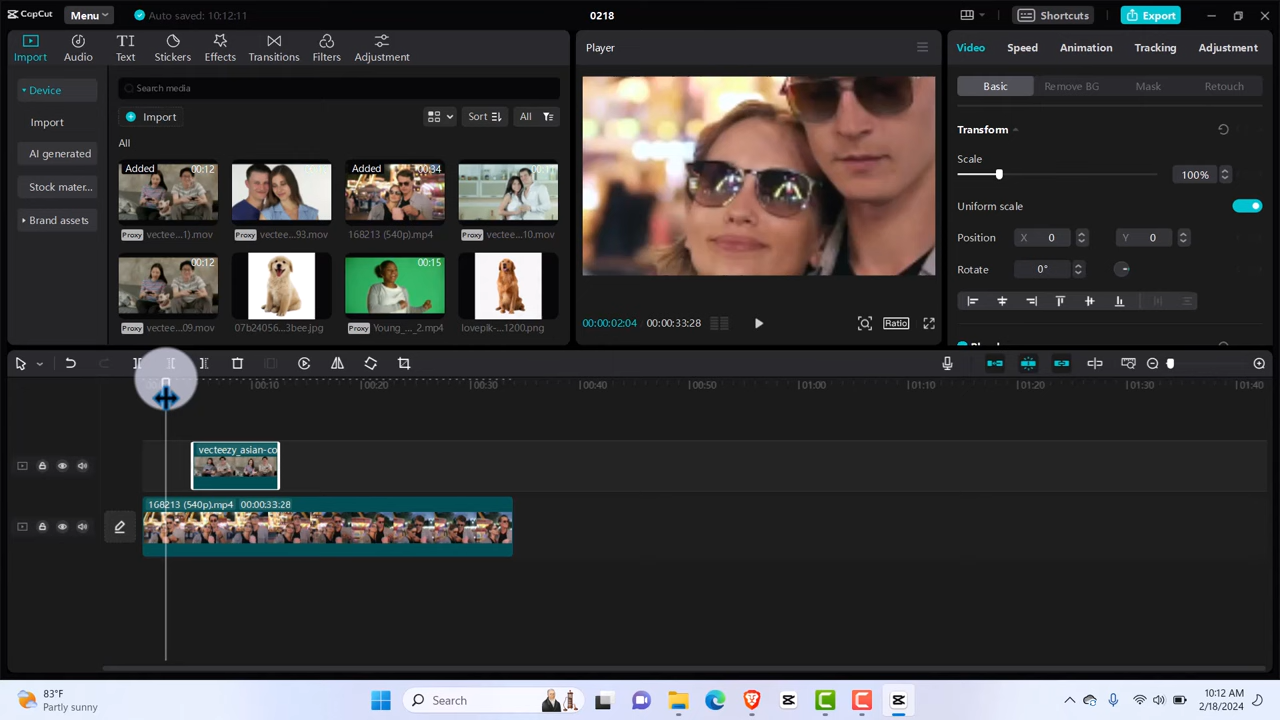 CapCut
Menu
Auto saved: 10:12:11
0218
Shortcuts
Export
Import
Audio
Text
Stickers
Effects
Transitions
Filters
Adjustment
Device
Import
AI generated
Stock mater...
Brand assets
Search media
Import
Sort
All
All
Added
00:12
Added
00:34
Proxy
vectee...1).mov
Proxy
vectee...93.mov
168213 (540p).mp4
Proxy
vectee...10.mov
00:12
00:15
Proxy
vectee...09.mov
07b24056...3bee.jpg
Proxy
Young_..._2.mp4
lovepik-...1200.png
Player
00:00:02:04
00:00:33:28
Ratio
Video
Speed
Animation
Tracking
Adjustment
Basic
Remove BG
Mask
Retouch
Transform
Scale
100%
Uniform scale
Position
X
0
Y
0
Rotate
0°
00:10
00:20
00:30
00:40
00:50
01:00
01:10
01:20
01:30
01:40
vecteezy_asian-co
168213 (540p).mp4 00:00:33:28
83°F
Partly sunny
Search
10:12 AM
2/18/2024